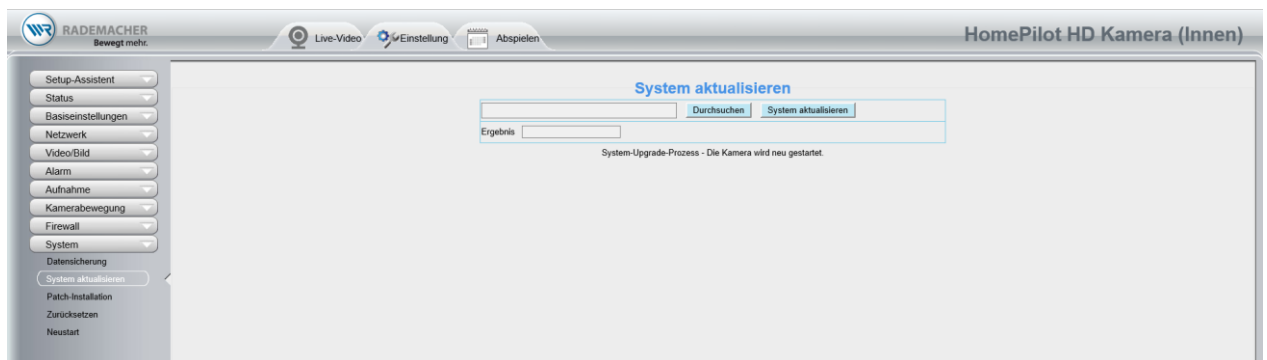 WR RADEMACHER
Bewegt mehr.
Live-Video
Einstellung
Abspielen
HomePilot HD Kamera (Innen)
Setup-Assistent
Status
Basiseinstellungen
Netzwerk
Video/Bild
Alarm
Aufnahme
Kamerabewegung
Firewall
System
Datensicherung
System aktualisieren
Patch-Installation
Zurücksetzen
Neustart
System aktualisieren
Durchsuchen System aktualisieren
Ergebnis
System-Upgrade-Prozess - Die Kamera wird neu gestartet.